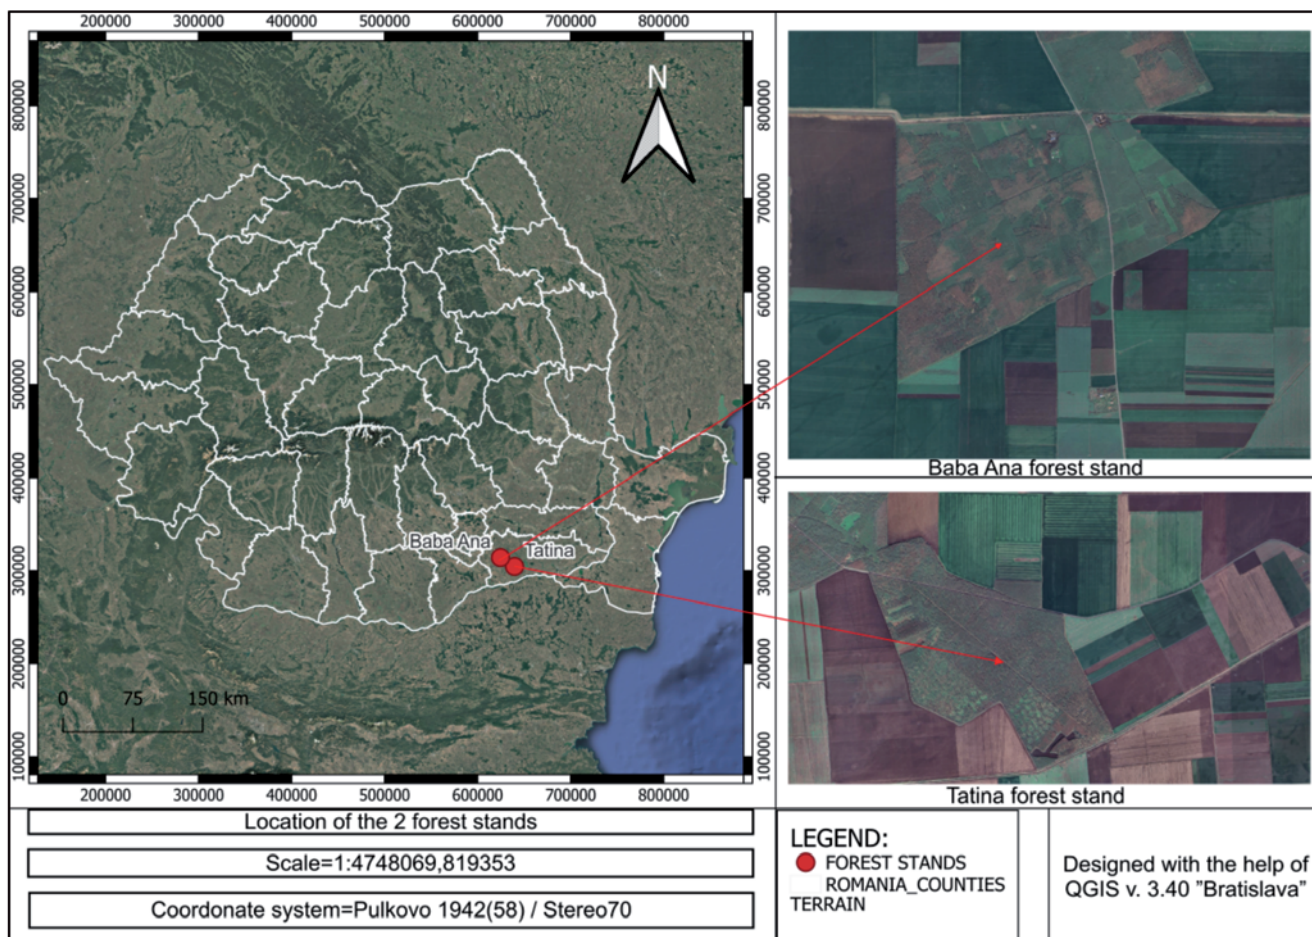 200000 300000 400000 500000 600000 700000 800000
800000
700000
600000
500000
400000
300000
200000
100000
N
Baba Ana
Tatina
0 75 150 km
800000
700000
600000
500000
400000
300000
200000
100000
200000 300000 400000 500000 600000 700000 800000
Baba Ana forest stand
Tatina forest stand
Location of the 2 forest stands
Scale=1:4748069,819353
Coordonate system=Pulkovo 1942(58) / Stereo70
LEGEND:
FOREST STANDS
ROMANIA_COUNTIES
TERRAIN
Designed with the help of
QGIS v. 3.40 ”Bratislava”